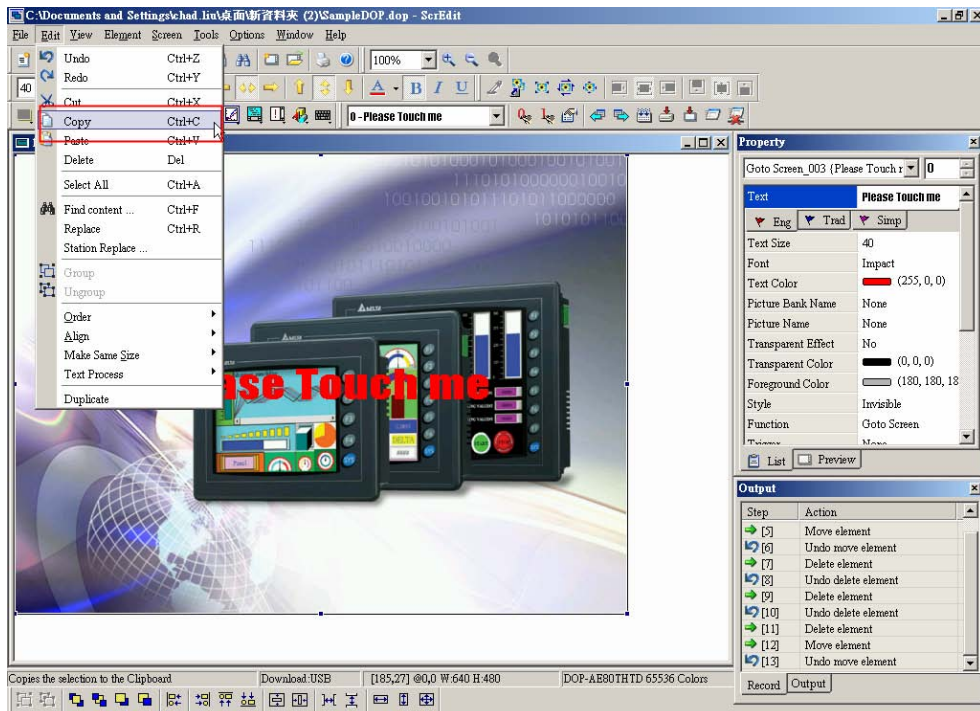 C:\Documents and Settings\chad.liu\桌面\新資料夾 (2)\SampleDOP.dop - ScrEdit
File Edit View Element Screen Tools Options Window Help
Undo Ctrl+Z
Redo Ctrl+Y
Cut Ctrl+X
Copy Ctrl+C
Paste Ctrl+V
Delete Del
Select All Ctrl+A
Find content ... Ctrl+F
Replace Ctrl+R
Station Replace ...
Group
Ungroup
Order
Align
Make Same Size
Text Process
Duplicate
100%
40
A B I U
0 - Please Touch me
Please Touch me
DELTA
Property
Goto Screen_003 {Please Touch r 0
Text Please Touch me
Eng Trad Simp
Text Size 40
Font Impact
Text Color (255, 0, 0)
Picture Bank Name None
Picture Name None
Transparent Effect No
Transparent Color (0, 0, 0)
Foreground Color (180, 180, 18
Style Invisible
Function Goto Screen
Trigger None
List Preview
Output
Step Action
[5] Move element
[6] Undo move element
[7] Delete element
[8] Undo delete element
[9] Delete element
[10] Undo delete element
[11] Delete element
[12] Move element
[13] Undo move element
Record Output
Copies the selection to the Clipboard Download:USB [185,27] @0,0 W:640 H:480 DOP-AE80THTD 65536 Colors